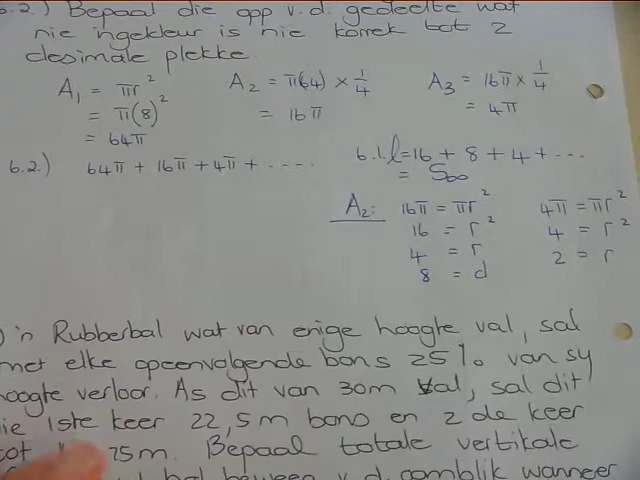 6.2.) Bepaal die opp v.d. gedeelte wat
nie ingekleur is nie korrek tot 2
desimale plekke.
A₁ = πr²
= π(8)²
= 64π
A₂ = π(64) × 1/4
= 16π
A₃ = 16π × 1/4
= 4π
6.2.) 64π + 16π + 4π + ....
6.1. l = 16 + 8 + 4 + ...
= S∞
A₂: 16π = πr²
16 = r²
4 = r
8 = d
4π = πr²
4 = r²
2 = r
) 'n Rubberbal wat van enige hoogte val, sal
met elke opeenvolgende bons 25% van sy
hoogte verloor. As dit van 30m val, sal dit
die 1ste keer 22,5m bons en 2de keer
tot 75m. Bepaal totale vertikale
v.d. oomblik wanneer